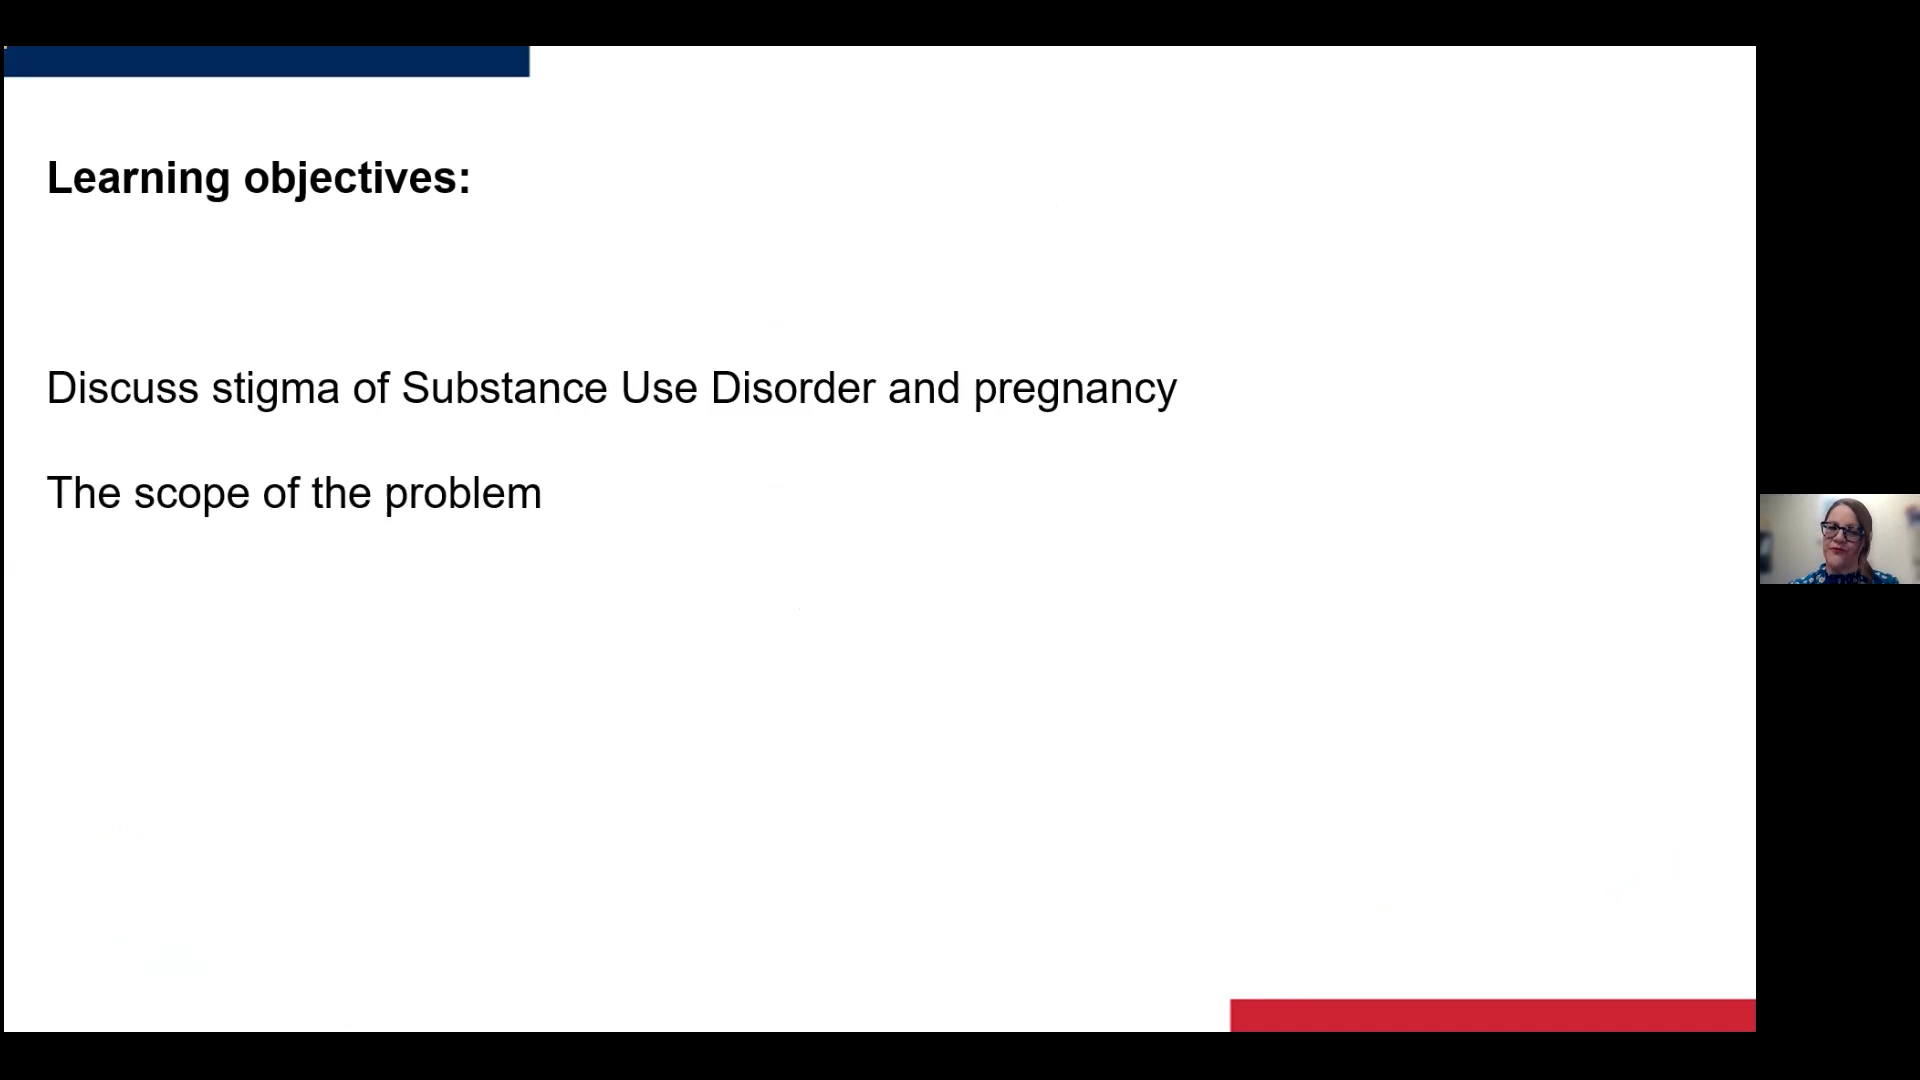 Learning objectives:
Discuss stigma of Substance Use Disorder and pregnancy
The scope of the problem